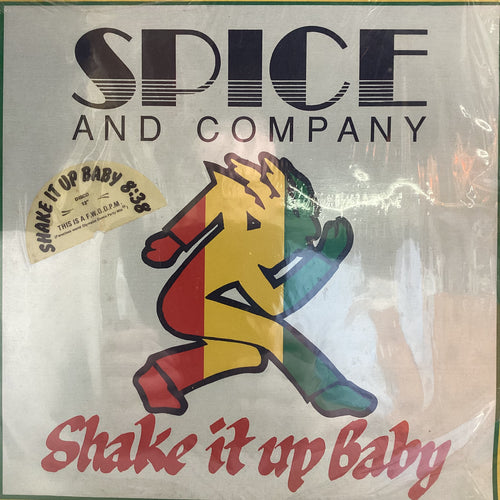 SPICE
AND COMPANY
SHAKE IT UP BABY 8:38
DISCO
12"
THIS IS A F.W.O.D.P.M.
Shake it up Baby